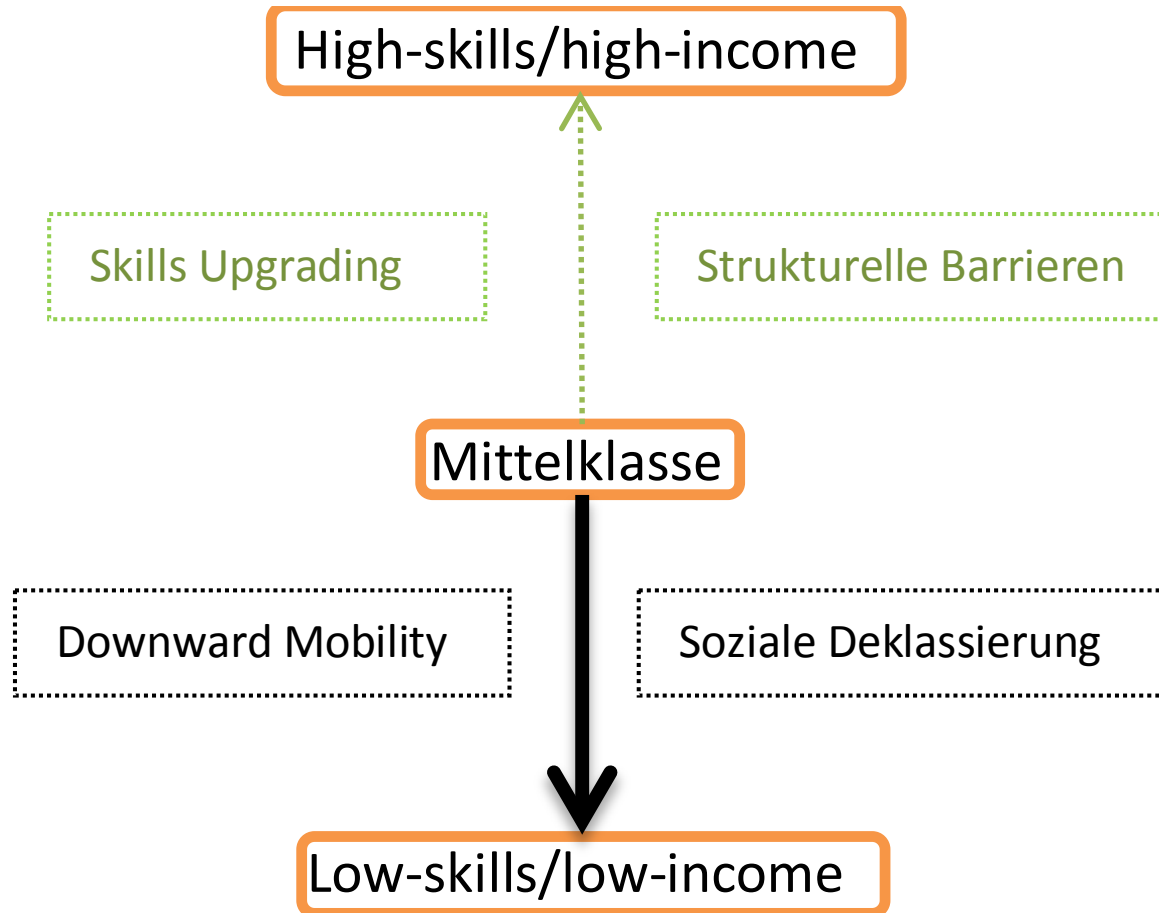 High-skills/high-income
Skills Upgrading
Strukturelle Barrieren
Mittelklasse
Downward Mobility
Soziale Deklassierung
Low-skills/low-income